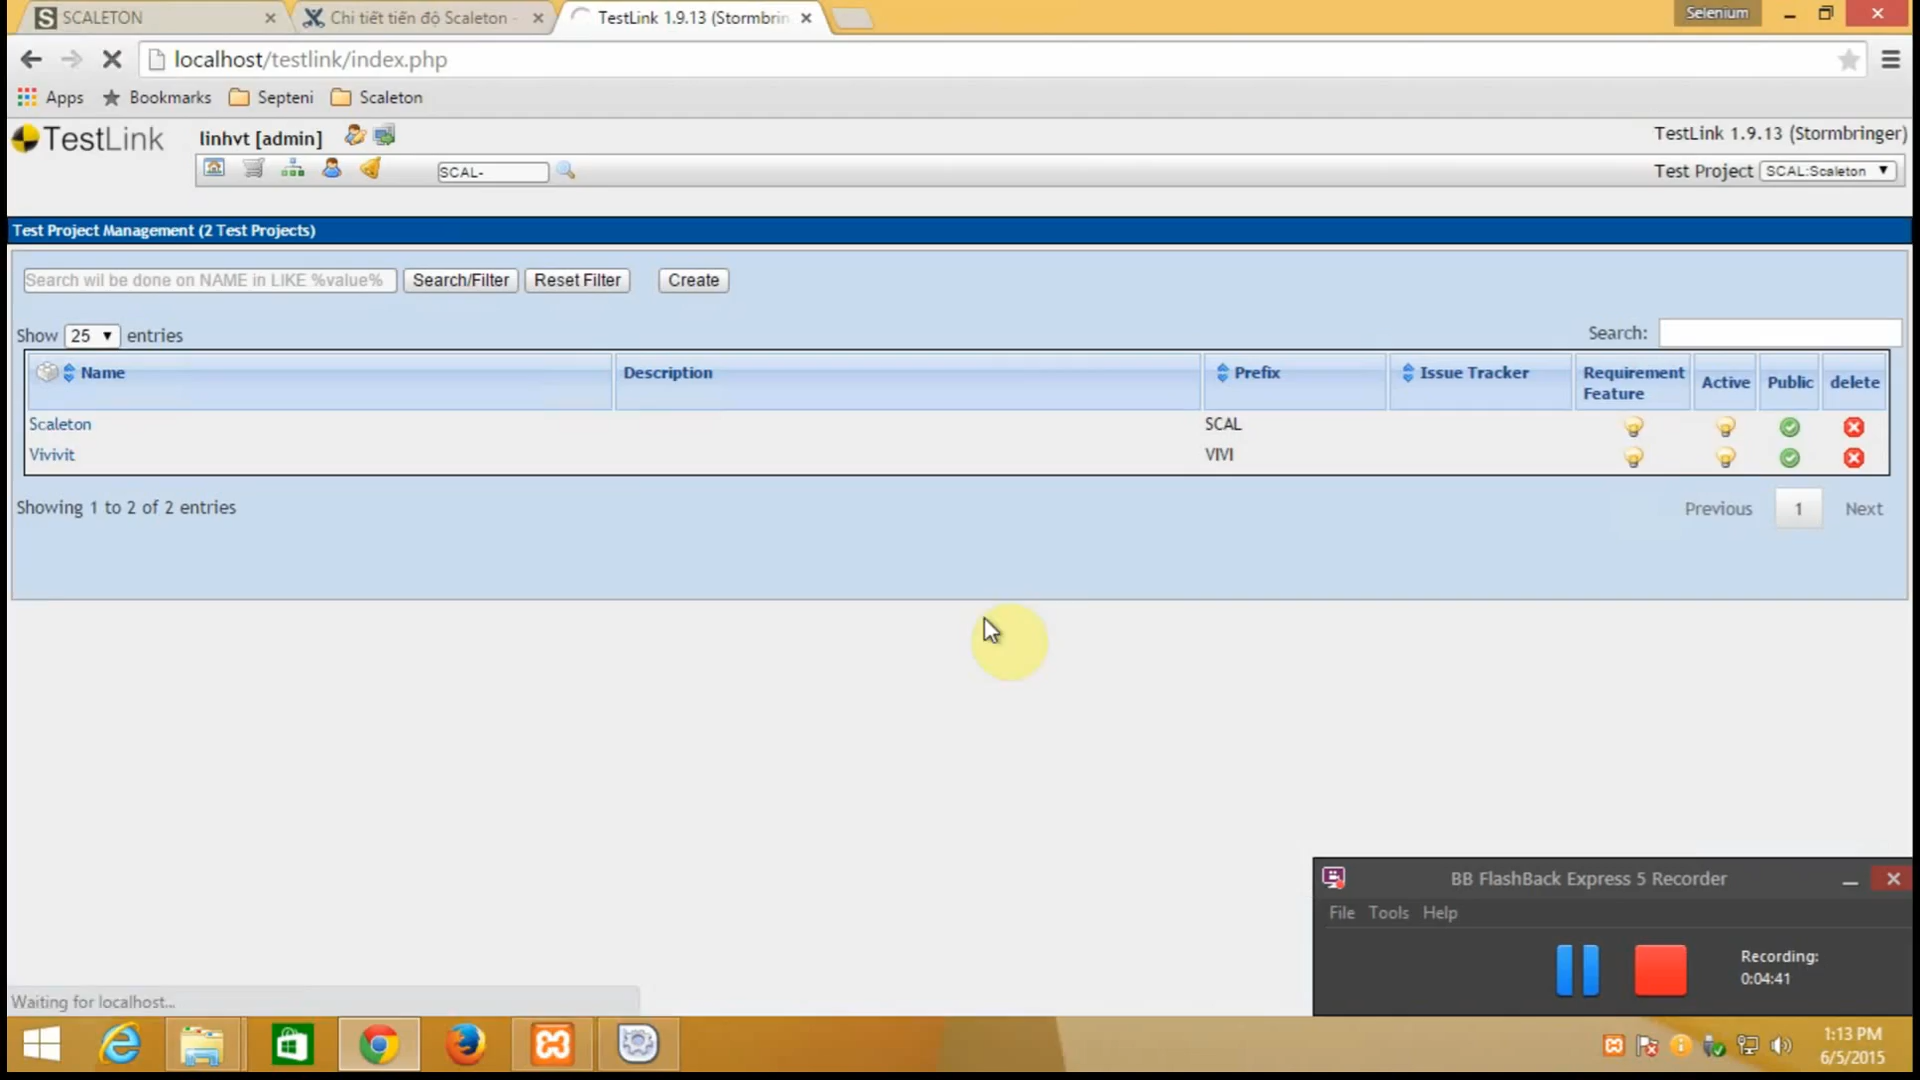 SCALETON
Chi tiết tiến độ Scaleton -
TestLink 1.9.13 (Stormbrin
Selenium
localhost/testlink/index.php
Apps
Bookmarks
Septeni
Scaleton
TestLink
linhvt [admin]
TestLink 1.9.13 (Stormbringer)
SCAL-
Test Project
SCAL:Scaleton
Test Project Management (2 Test Projects)
Search wil be done on NAME in LIKE %value%
Search/Filter
Reset Filter
Create
Show 25 entries
Search:
Name
Description
Prefix
Issue Tracker
Requirement Feature
Active
Public
delete
Scaleton
SCAL
Vivivit
VIVI
Showing 1 to 2 of 2 entries
Previous
1
Next
BB FlashBack Express 5 Recorder
File
Tools
Help
Recording:
0:04:41
Waiting for localhost...
1:13 PM
6/5/2015